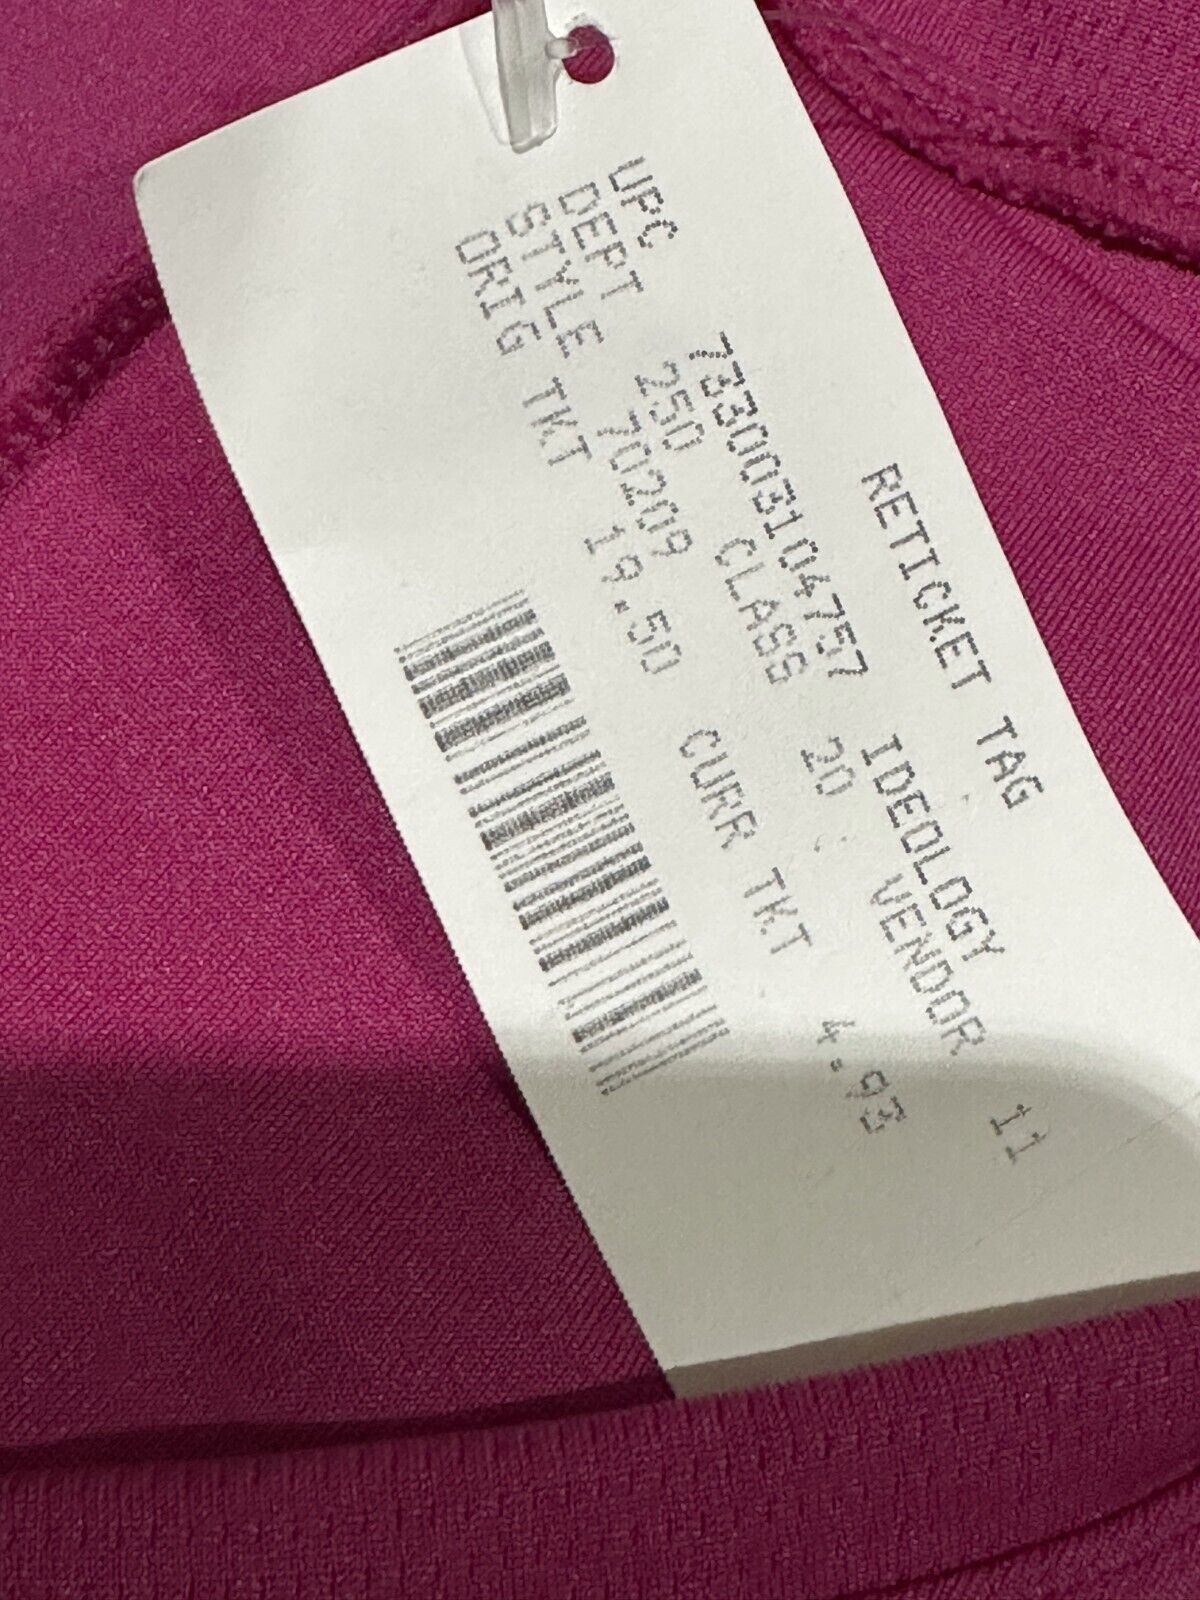 RETICKET TAG
UPC 733003104757 IDEOLOGY
DEPT 250 CLASS 20 VENDOR 11
STYLE 70209
ORIG TKT 19.50 CURR TKT 4.93